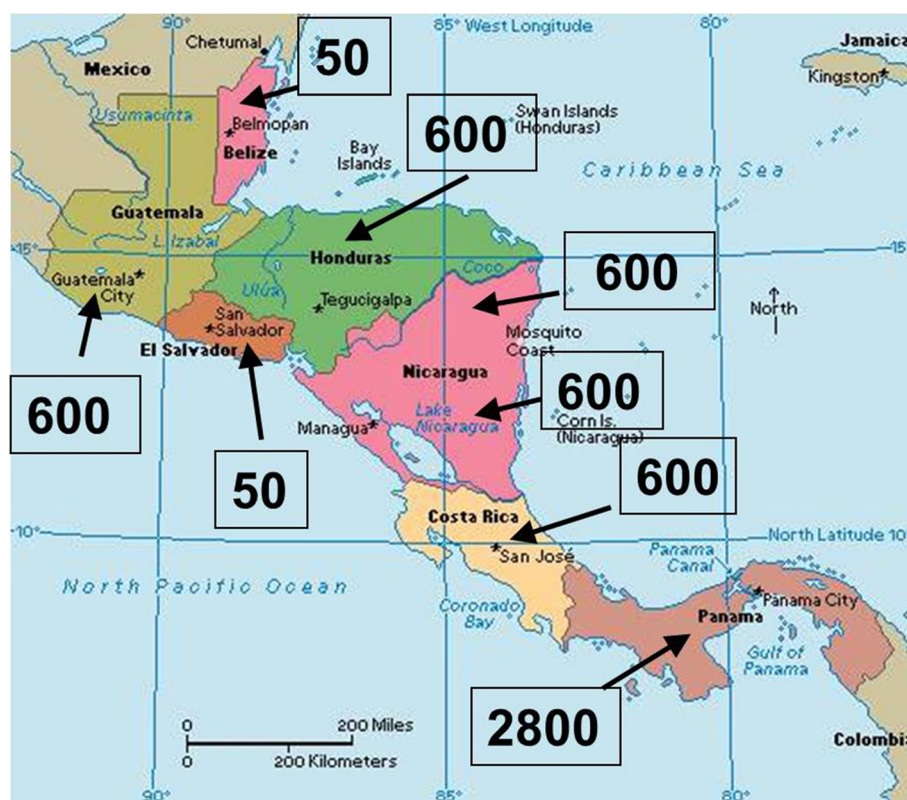 90°
85°
West Longitude
80°
Chetumal
50
Jamaica
Mexico
Kingston
Usumacinta
Belmopan
Belize
600
Swan Islands
(Honduras)
Bay
Islands
Caribbean Sea
Guatemala
L. Izabal
15°
Honduras
Coco
600
15
Guatemala
City
Ulúa
Tegucigalpa
North
San
Salvador
El Salvador
Mosquito
Coast
Nicaragua
600
600
Lake
Nicaragua
Managua
Corn Is.
(Nicaragua)
50
600
Costa Rica
10°
San José
North Latitude 10
Panama
Canal
North Pacific Ocean
Coronado
Bay
Panama City
Panama
Gulf of
Panama
2800
0
200 Miles
0
200 Kilometers
Colombia
90°
85°
80°